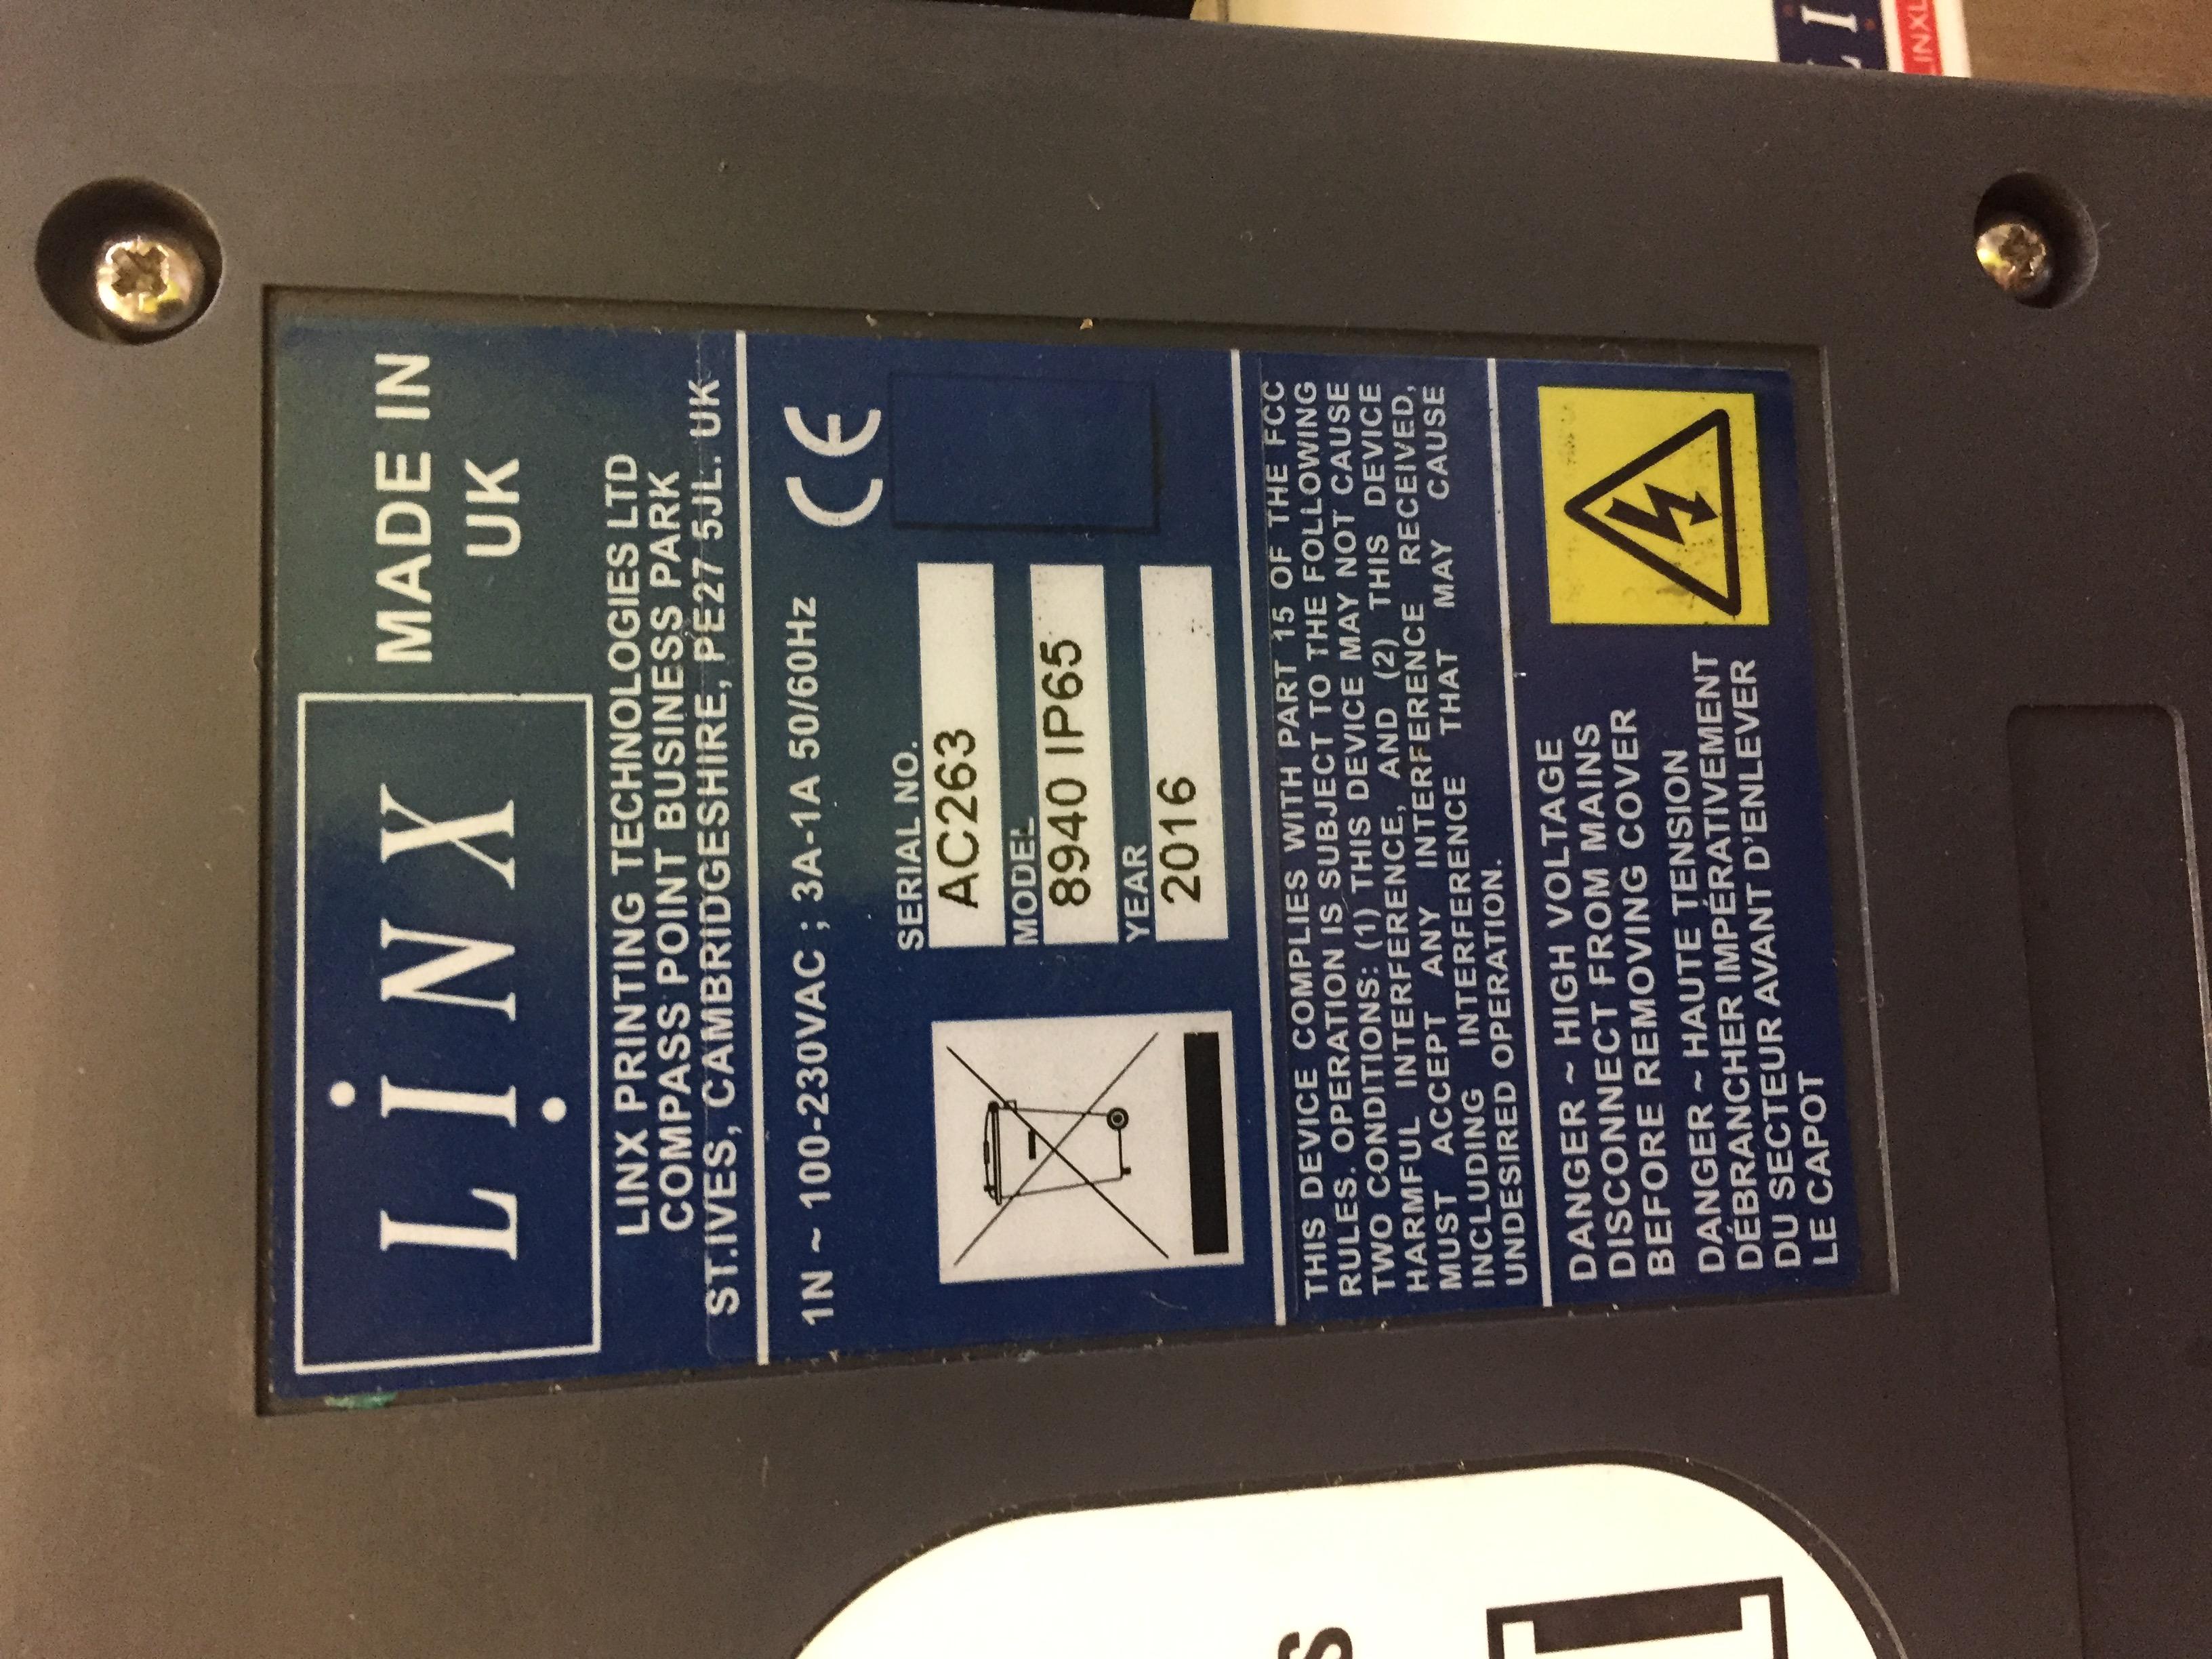 LINX
MADE IN
UK
LINX PRINTING TECHNOLOGIES LTD
COMPASS POINT BUSINESS PARK
ST.IVES, CAMBRIDGESHIRE, PE27 5JL. UK
1N ~ 100-230VAC ; 3A-1A 50/60Hz
CE
SERIAL NO.
AC263
MODEL
8940 IP65
YEAR
2016
THIS DEVICE COMPLIES WITH PART 15 OF THE FCC
RULES. OPERATION IS SUBJECT TO THE FOLLOWING
TWO CONDITIONS: (1) THIS DEVICE MAY NOT CAUSE
HARMFUL INTERFERENCE, AND (2) THIS DEVICE
MUST ACCEPT ANY INTERFERENCE RECEIVED,
INCLUDING INTERFERENCE THAT MAY CAUSE
UNDESIRED OPERATION.
DANGER ~ HIGH VOLTAGE
DISCONNECT FROM MAINS
BEFORE REMOVING COVER
DANGER ~ HAUTE TENSION
DÉBRANCHER IMPÉRATIVEMENT
DU SECTEUR AVANT D'ENLEVER
LE CAPOT